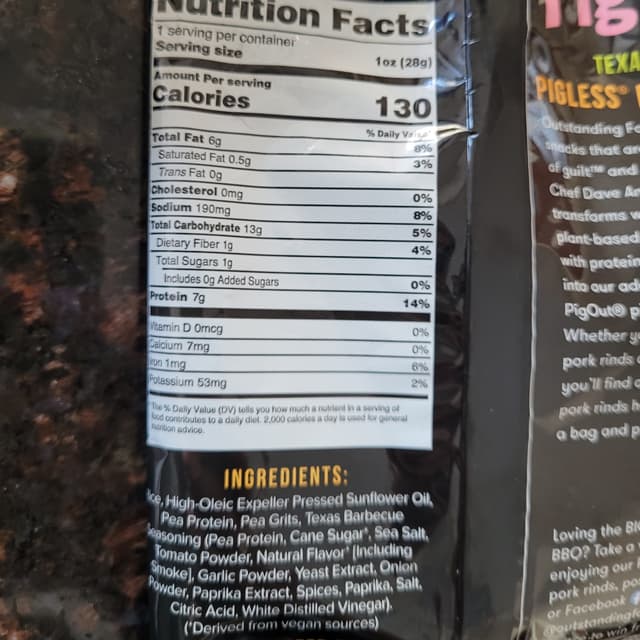 Nutrition Facts
1 serving per container
Serving size 1oz (28g)
Amount Per serving
Calories 130
% Daily Value*
Total Fat 6g 8%
Saturated Fat 0.5g 3%
Trans Fat 0g
Cholesterol 0mg 0%
Sodium 190mg 8%
Total Carbohydrate 13g 5%
Dietary Fiber 1g 4%
Total Sugars 1g
Includes 0g Added Sugars 0%
Protein 7g 14%
Vitamin D 0mcg 0%
Calcium 7mg 0%
Iron 1mg 6%
Potassium 53mg 2%
*The % Daily Value (DV) tells you how much a nutrient in a serving of
food contributes to a daily diet. 2,000 calories a day is used for general
nutrition advice.
INGREDIENTS:
High-Oleic Expeller Pressed Sunflower Oil,
Pea Protein, Pea Grits, Texas Barbecue
Seasoning (Pea Protein, Cane Sugar*, Sea Salt,
Tomato Powder, Natural Flavor* [Including
Smoke], Garlic Powder, Yeast Extract, Onion
Powder, Paprika Extract, Spices, Paprika, Salt,
Citric Acid, White Distilled Vinegar).
(*Derived from vegan sources)
TEXA
PIGLESS®
Outstanding Fo
snacks that are
of guilt™ and
Chef Dave A
transforms
plant-based
with protein
into our
PigOut® p
Whether y
pork rinds
you'll find
pork rinds
a bag and p
Loving the
BBQ? Take a
enjoying our
pork rinds,
or Facebook